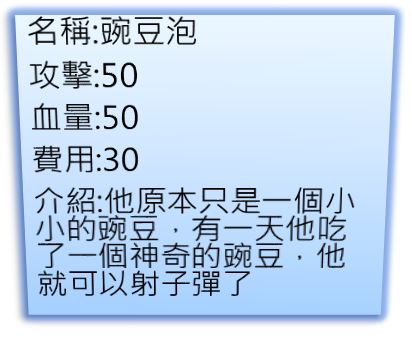 名稱:豌豆泡
攻擊:50
血量:50
費用:30
介紹:他原本只是一個小
小的豌豆，有一天他吃
了一個神奇的豌豆，他
就可以射子彈了